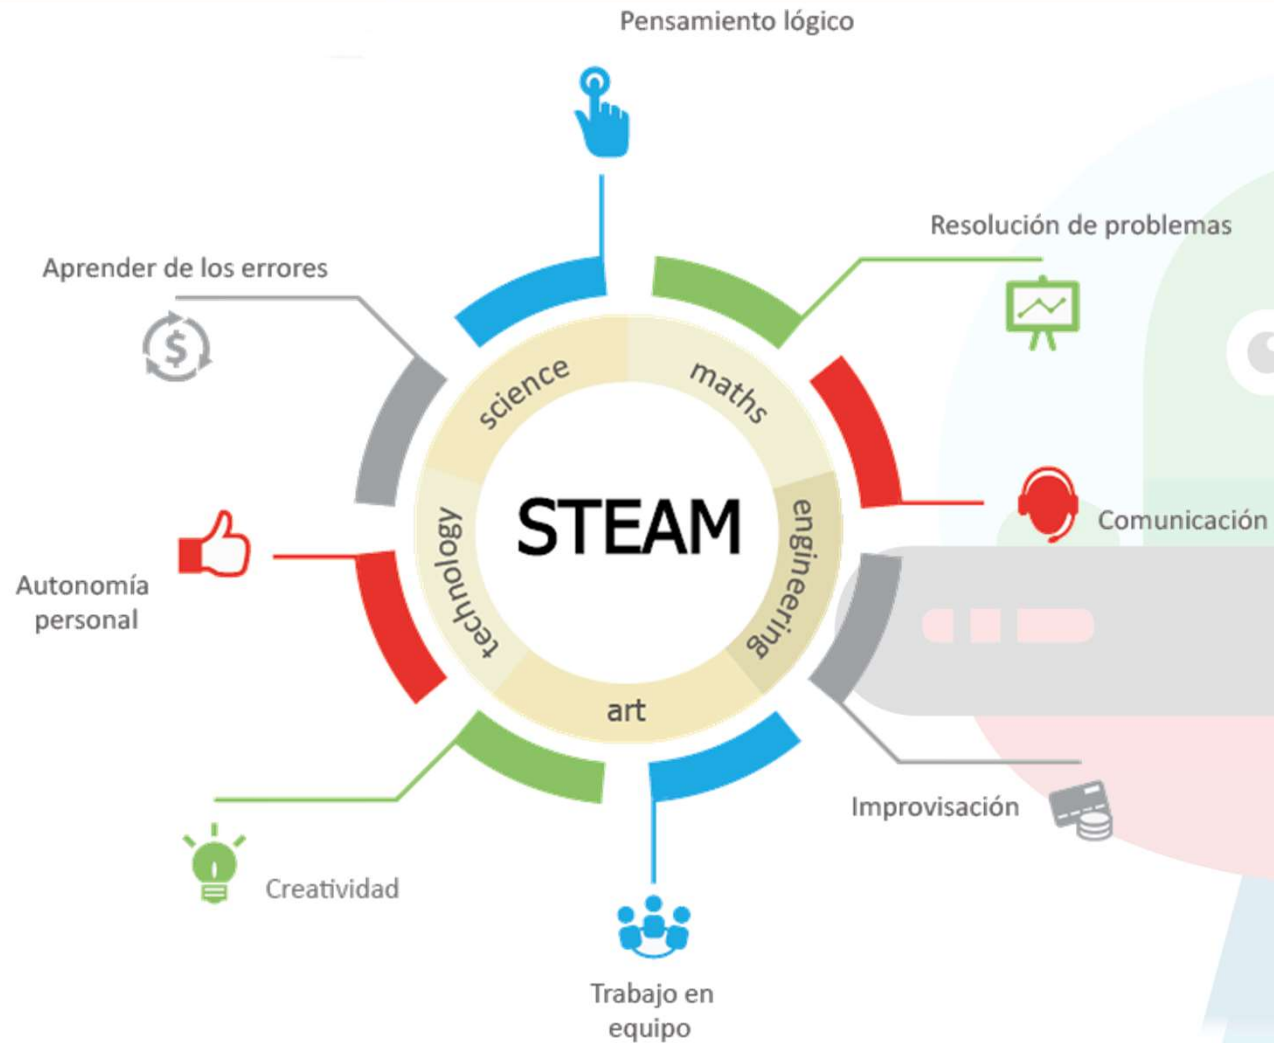 Pensamiento lógico
Resolución de problemas
Aprender de los errores
science
maths
STEAM
Comunicación
engineering
technology
Autonomía
personal
art
Improvisación
Creatividad
Trabajo en
equipo